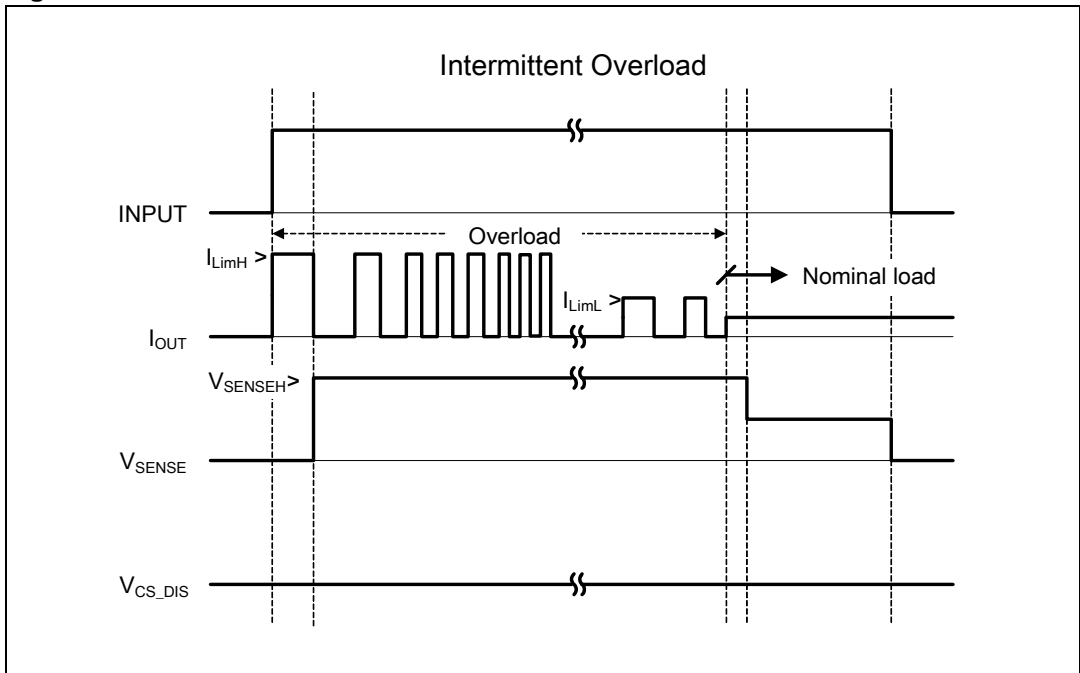 Intermittent Overload
INPUT
Overload
I_LimH >
Nominal load
I_LimL >
I_OUT
V_SENSEH>
V_SENSE
V_CS_DIS